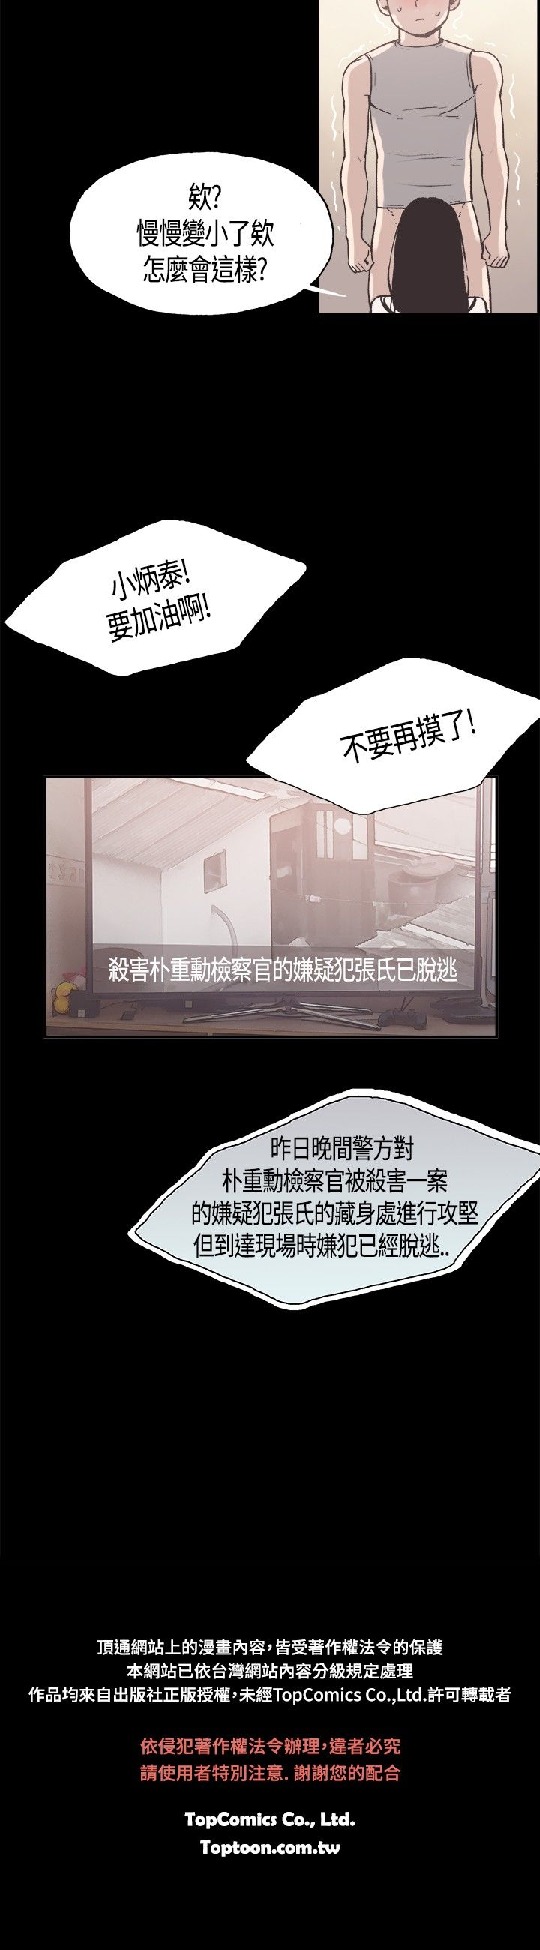 欸?
慢慢變小了欸
怎麼會這樣?
小炳泰!
要加油啊!
不要再摸了!
殺害朴重勳檢察官的嫌疑犯張氏已脫逃
昨日晚間警方對
朴重勳檢察官被殺害一案
的嫌疑犯張氏的藏身處進行攻堅
但到達現場時嫌犯已經脫逃..
頂通網站上的漫畫內容,皆受著作權法令的保護
本網站已依台灣網站內容分級規定處理
作品均來自出版社正版授權,未經TopComics Co.,Ltd.許可轉載者
依侵犯著作權法令辦理,違者必究
請使用者特別注意. 謝謝您的配合
TopComics Co., Ltd.
Toptoon.com.tw